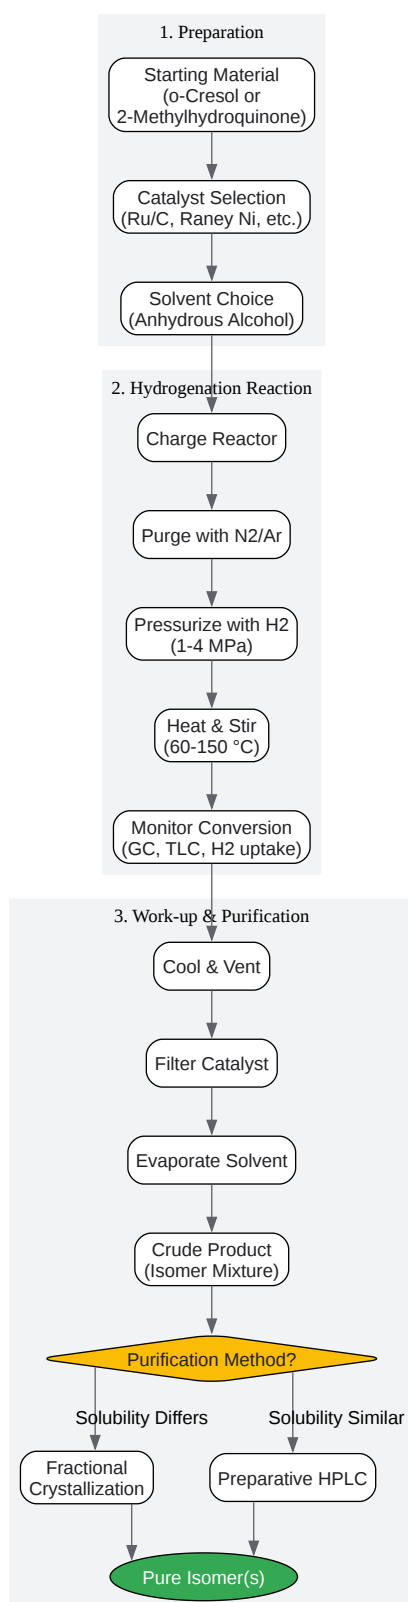 1. Preparation
Starting Material
(o-Cresol or
2-Methylhydroquinone)
Catalyst Selection
(Ru/C, Raney Ni, etc.)
Solvent Choice
(Anhydrous Alcohol)
2. Hydrogenation Reaction
Charge Reactor
Purge with N2/Ar
Pressurize with H2
(1-4 MPa)
Heat & Stir
(60-150 °C)
Monitor Conversion
(GC, TLC, H2 uptake)
3. Work-up & Purification
Cool & Vent
Filter Catalyst
Evaporate Solvent
Crude Product
(Isomer Mixture)
Purification Method?
Solubility Differs
Solubility Similar
Fractional
Crystallization
Preparative HPLC
Pure Isomer(s)